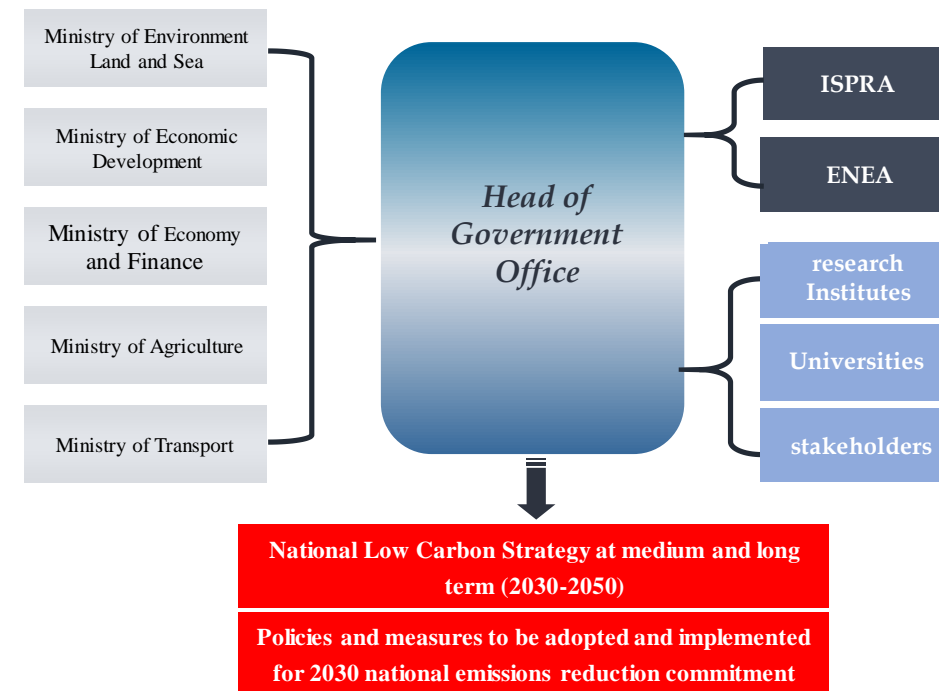 Ministry of Environment
Land and Sea
Ministry of Economic
Development
Ministry of Economy
and Finance
Ministry of Agriculture
Ministry of Transport
Head of
Government
Office
ISPRA
ENEA
research
Institutes
Universities
stakeholders
National Low Carbon Strategy at medium and long
term (2030-2050)
Policies and measures to be adopted and implemented
for 2030 national emissions reduction commitment